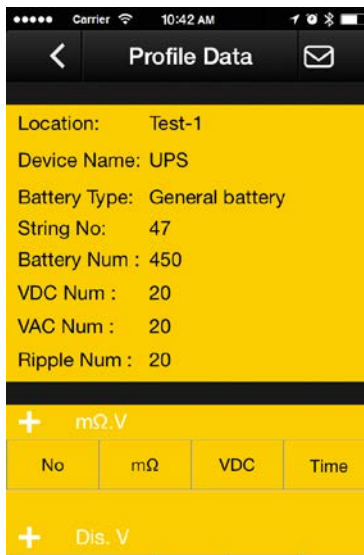 Carrier 10:42 AM
Profile Data
Location: Test-1
Device Name: UPS
Battery Type: General battery
String No: 47
Battery Num : 450
VDC Num : 20
VAC Num : 20
Ripple Num : 20
+ mΩ.V
No mΩ VDC Time
+ Dis. V